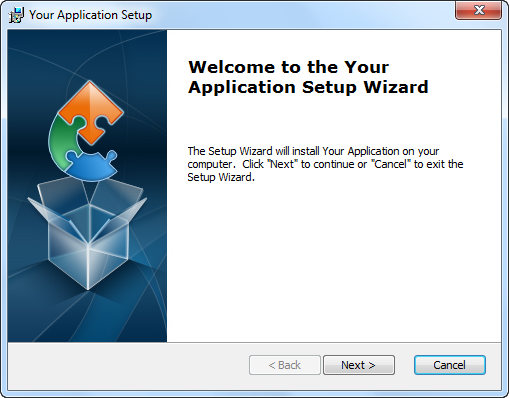 Your Application Setup
Welcome to the Your
Application Setup Wizard
The Setup Wizard will install Your Application on your
computer. Click "Next" to continue or "Cancel" to exit the
Setup Wizard.
< Back
Next >
Cancel